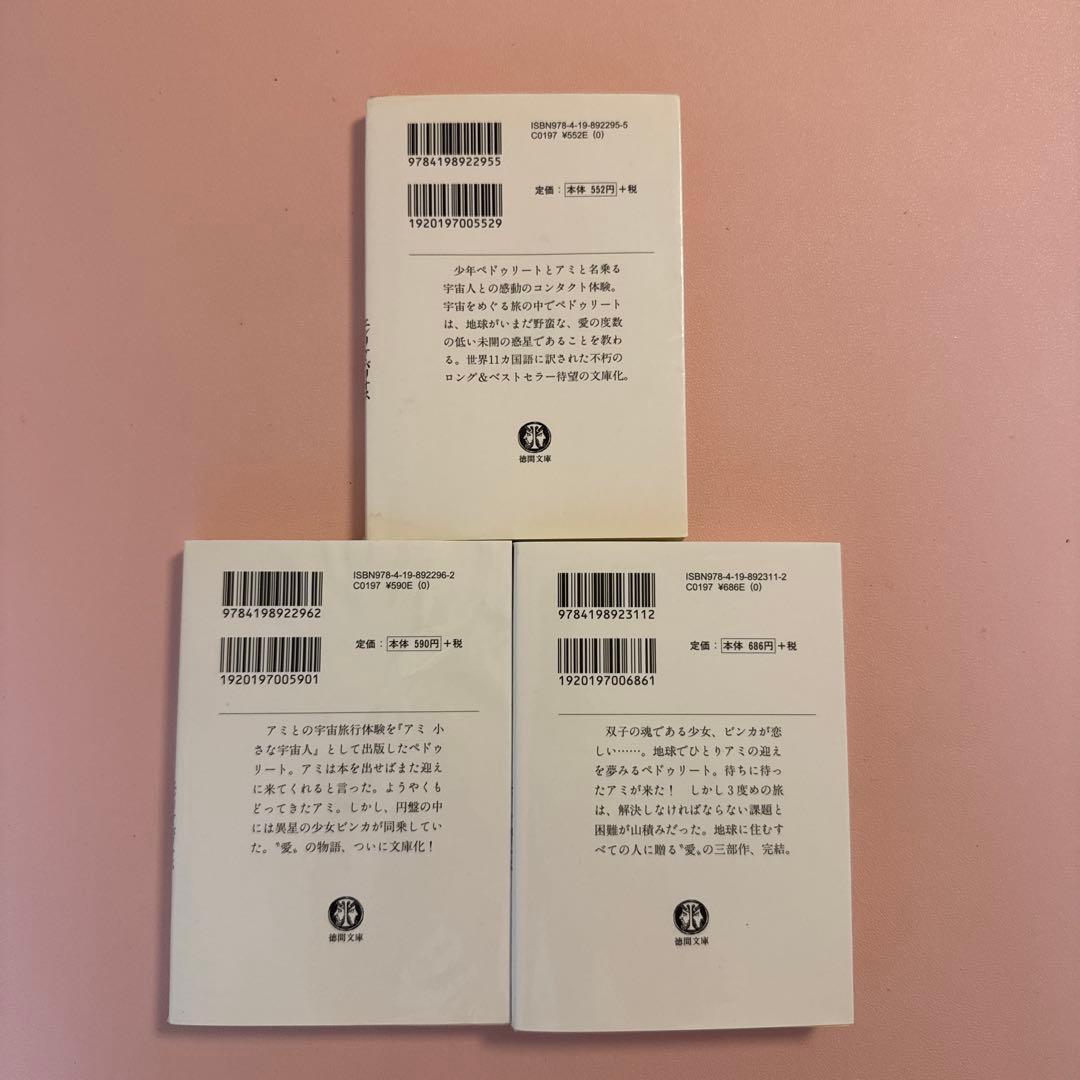 ISBN978-4-19-892295-5
C0197 ¥552E (0)
9784198922955
定価：本体 552円＋税
1920197005529
少年ペドゥリートとアミと名乗る
宇宙人との感動のコンタクト体験。
宇宙をめぐる旅の中でペドゥリート
は、地球がいまだ野蛮な、愛の度数
の低い未開の惑星であることを教わ
る。世界11カ国語に訳された不朽の
ロング&ベストセラー待望の文庫化。
徳間文庫
ISBN978-4-19-892296-2
C0197 ¥590E (0)
9784198922962
定価：本体 590円＋税
1920197005901
アミとの宇宙旅行体験を『アミ 小
さな宇宙人』として出版したペドゥ
リート。アミは本を出せばまた迎え
に来てくれると言った。ようやくも
どってきたアミ。しかし、円盤の中
には異星の少女ビンカが同乗してい
た。〝愛〟の物語、ついに文庫化！
徳間文庫
ISBN978-4-19-892311-2
C0197 ¥686E (0)
9784198923112
定価：本体 686円＋税
1920197006861
双子の魂である少女、ビンカが恋
しい……。地球でひとりアミの迎え
を夢みるペドゥリート。待ちに待っ
たアミが来た！ しかし3度めの旅
は、解決しなければならない課題と
困難が山積みだった。地球に住むす
べての人に贈る〝愛〟の三部作、完結。
徳間文庫